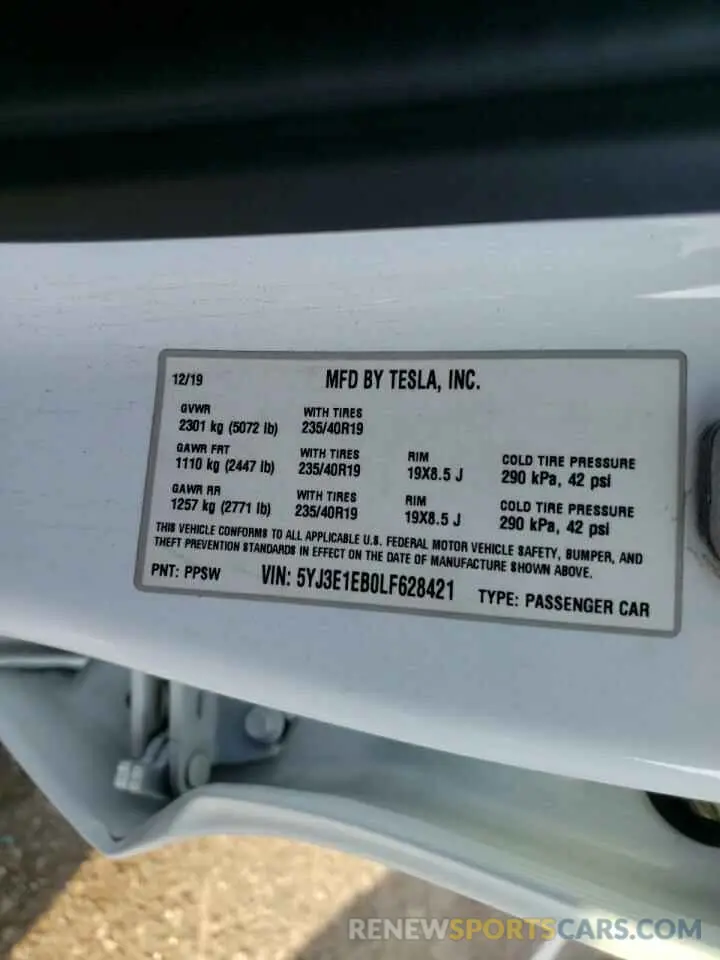 12/19 MFD BY TESLA, INC.
GVWR WITH TIRES
2301 kg (5072 lb) 235/40R19
GAWR FRT WITH TIRES RIM COLD TIRE PRESSURE
1110 kg (2447 lb) 235/40R19 19X8.5 J 290 kPa, 42 psi
GAWR RR WITH TIRES RIM COLD TIRE PRESSURE
1257 kg (2771 lb) 235/40R19 19X8.5 J 290 kPa, 42 psi
THIS VEHICLE CONFORMS TO ALL APPLICABLE U.S. FEDERAL MOTOR VEHICLE SAFETY, BUMPER, AND
THEFT PREVENTION STANDARDS IN EFFECT ON THE DATE OF MANUFACTURE SHOWN ABOVE.
PNT: PPSW VIN: 5YJ3E1EB0LF628421 TYPE: PASSENGER CAR
RENEWSPORTSCARS.COM